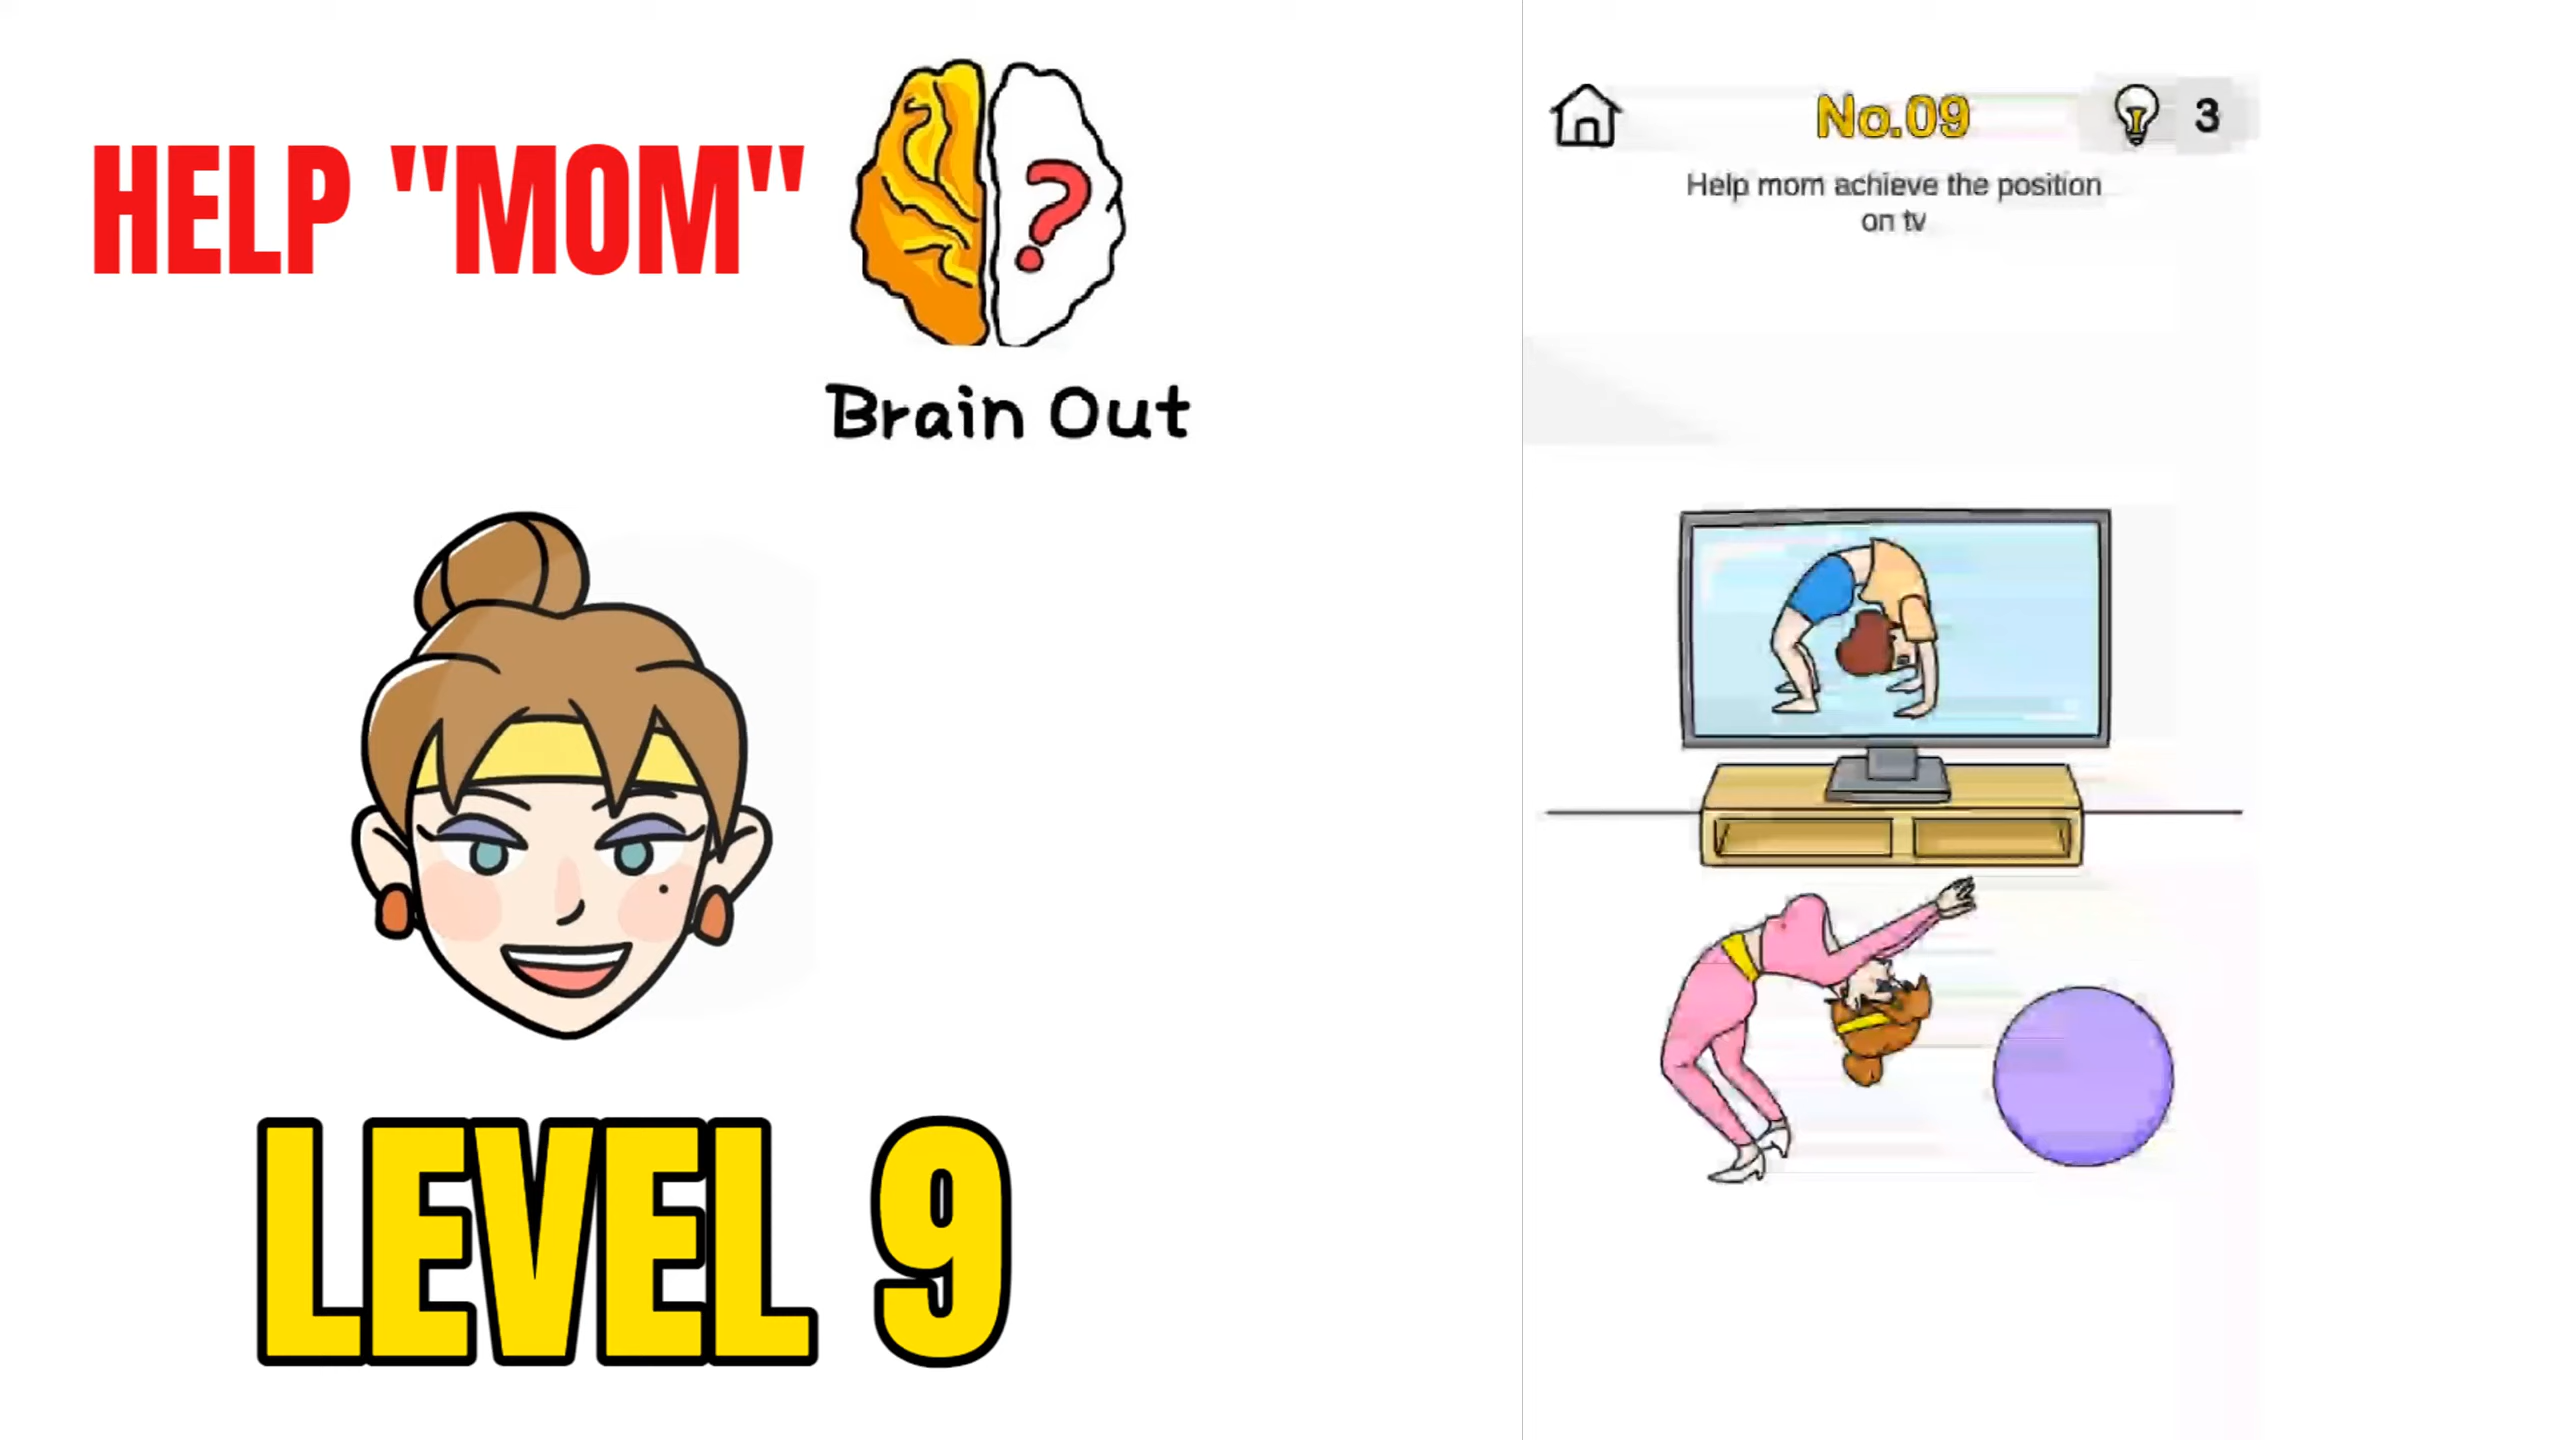 HELP "MOM"
?
Brain Out
LEVEL 9
No.09
3
Help mom achieve the position
on tv